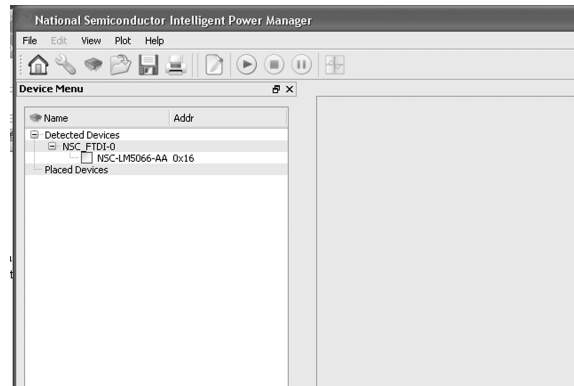 National Semiconductor Intelligent Power Manager
File Edit View Plot Help
Device Menu
Name Addr
Detected Devices
NSC_FTDI-0
NSC-LM5066-AA 0x16
Placed Devices